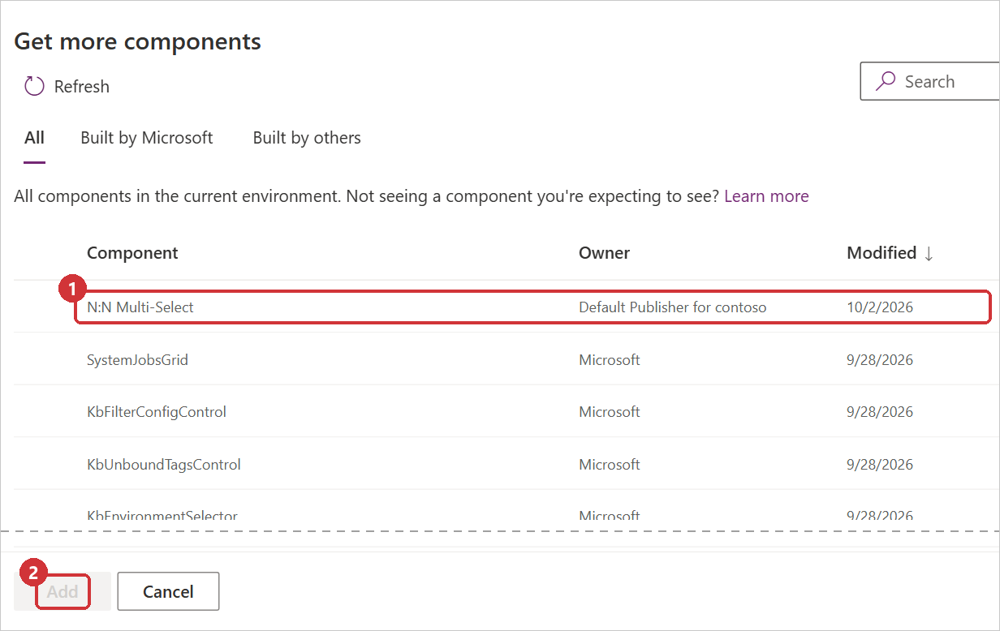 Get more components
Refresh
Search
All Built by Microsoft Built by others
All components in the current environment. Not seeing a component you're expecting to see? Learn more
Component Owner Modified ↓
1
N:N Multi-Select Default Publisher for contoso 10/2/2026
SystemJobsGrid Microsoft 9/28/2026
KbFilterConfigControl Microsoft 9/28/2026
KbUnboundTagsControl Microsoft 9/28/2026
KbEnvironmentSelector Microsoft 9/28/2026
2
Add Cancel